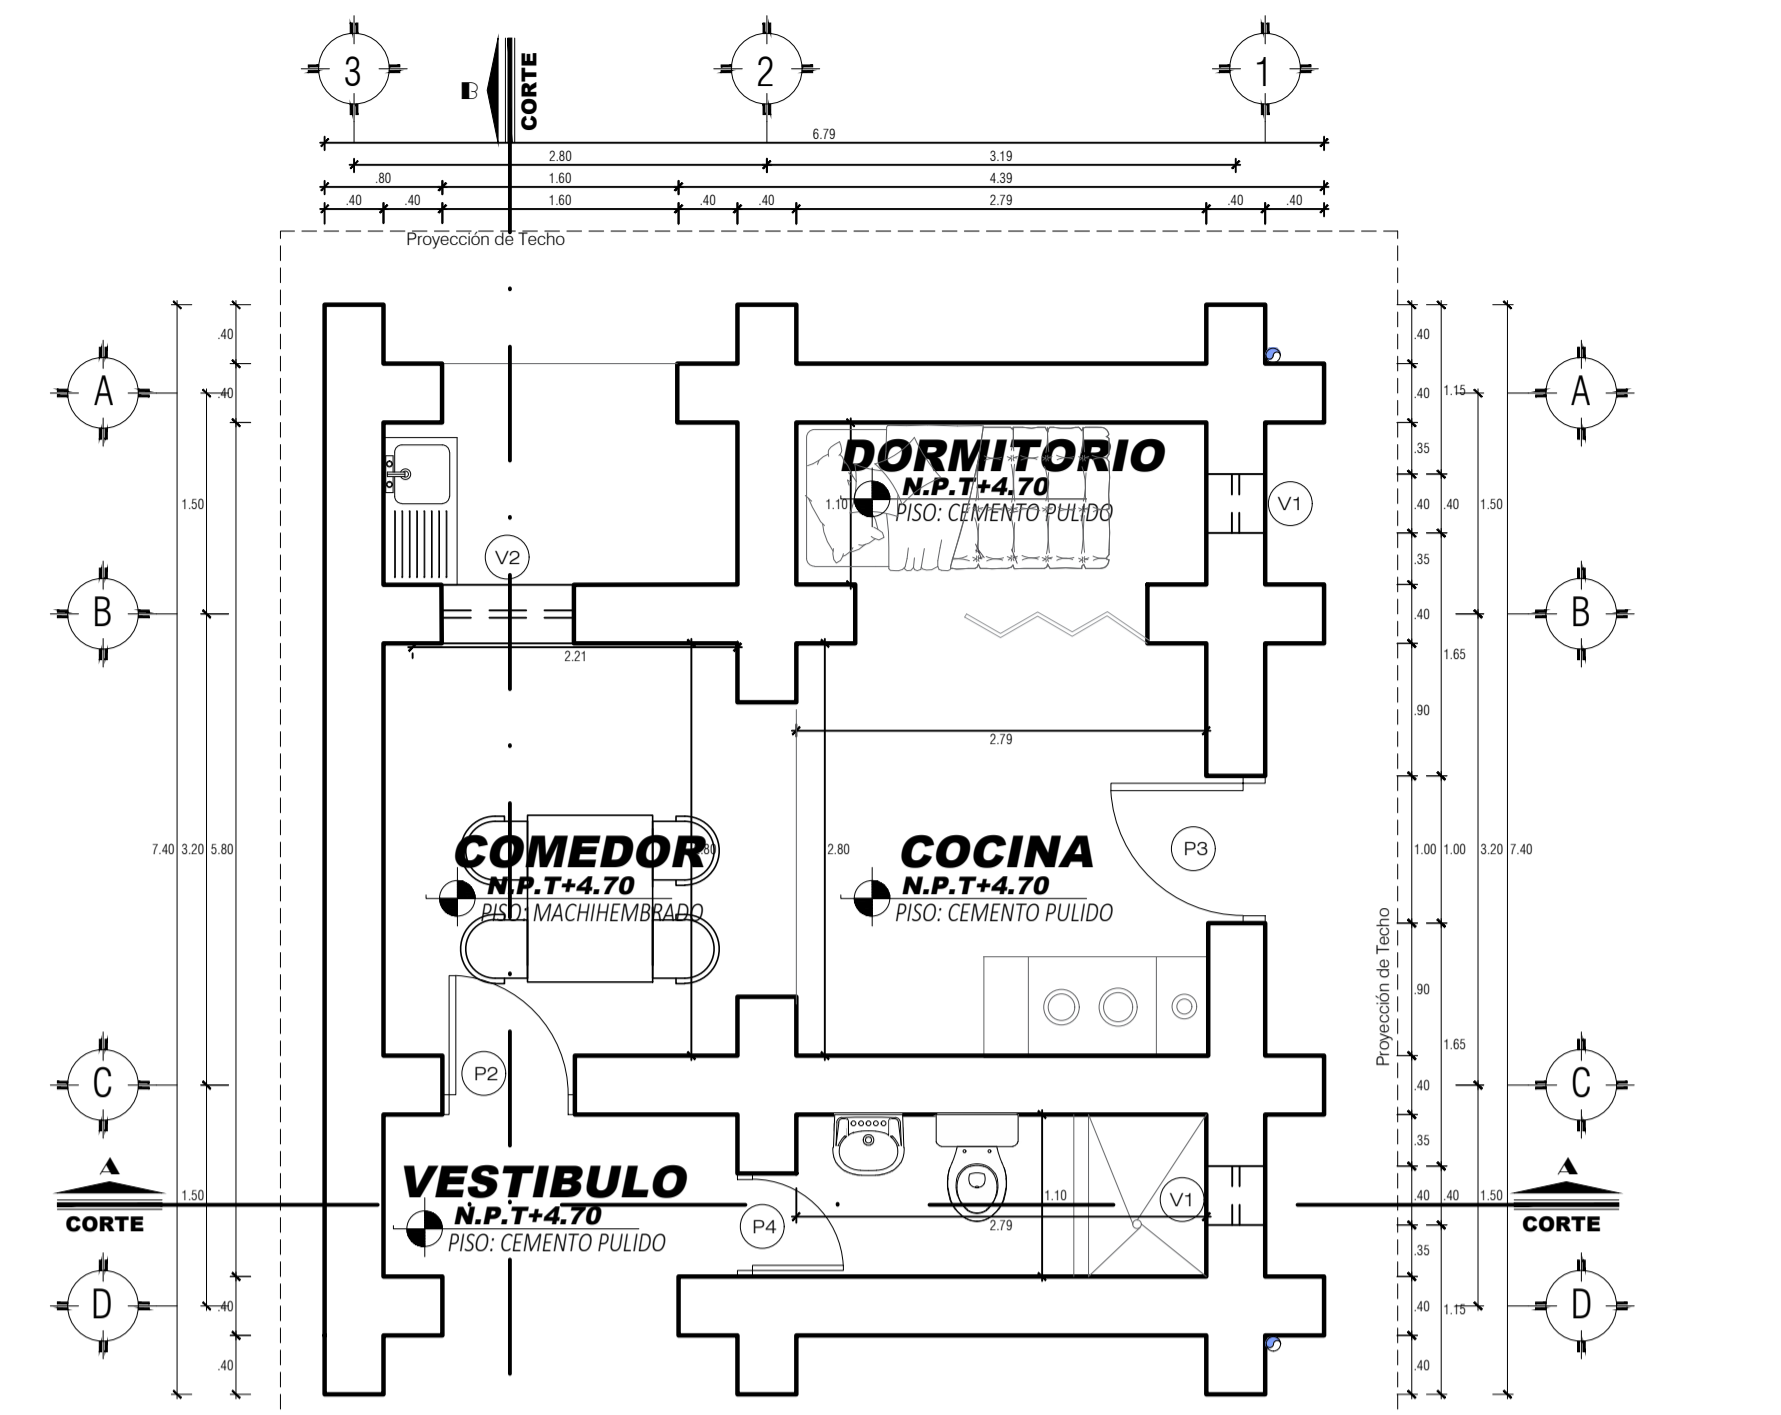 3
2
1
B
CORTE
6.79
2.80
3.19
.80
1.60
4.39
.40
.40
1.60
.40
.40
2.79
.40
.40
Proyección de Techo
.40
.40
A
A
.40
.40
1.15
.35
DORMITORIO
N.P.T+4.70
PISO: CEMENTO PULIDO
1.10
1.50
V1
.40
.40
1.50
V2
.35
B
B
.40
2.21
1.65
.90
2.79
7.40
3.20
5.80
COMEDOR
N.P.T+4.70
PISO: MACHIHEMBRADO
2.80
COCINA
N.P.T+4.70
PISO: CEMENTO PULIDO
P3
1.00
1.00
3.20
7.40
Proyección de Techo
.90
1.65
P2
C
C
.40
.35
A
CORTE
1.50
VESTIBULO
N.P.T+4.70
PISO: CEMENTO PULIDO
P4
1.10
2.79
V1
.40
.40
1.50
A
CORTE
.35
D
D
.40
.40
1.15
.40
.40